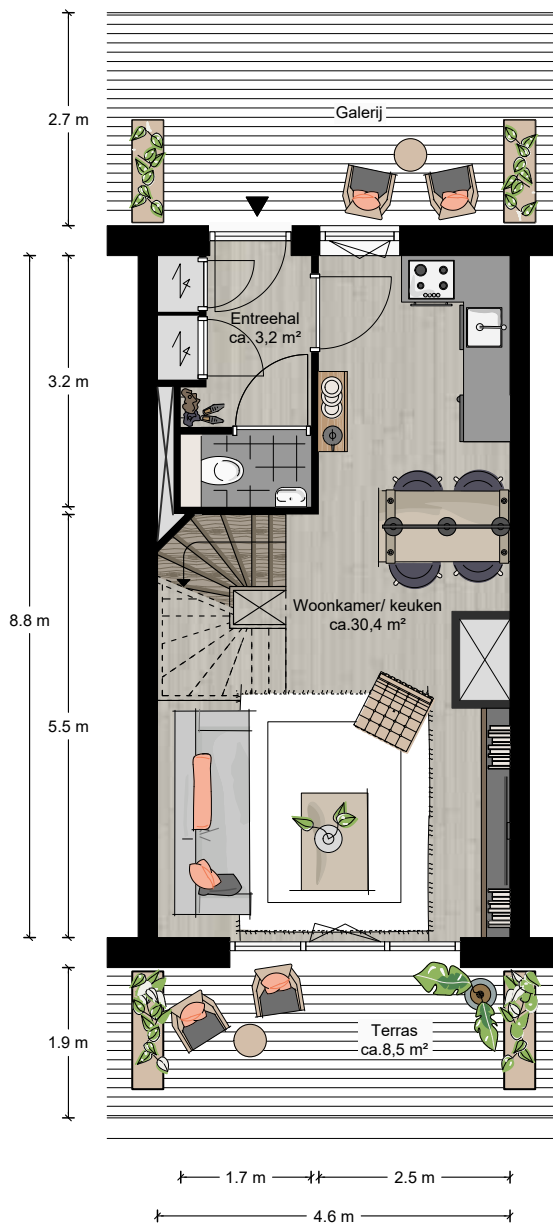 2.7 m
Galerij
Entreehal
ca. 3,2 m²
3.2 m
8.8 m
Woonkamer/ keuken
ca.30,4 m²
5.5 m
1.9 m
Terras
ca.8,5 m²
1.7 m
2.5 m
4.6 m